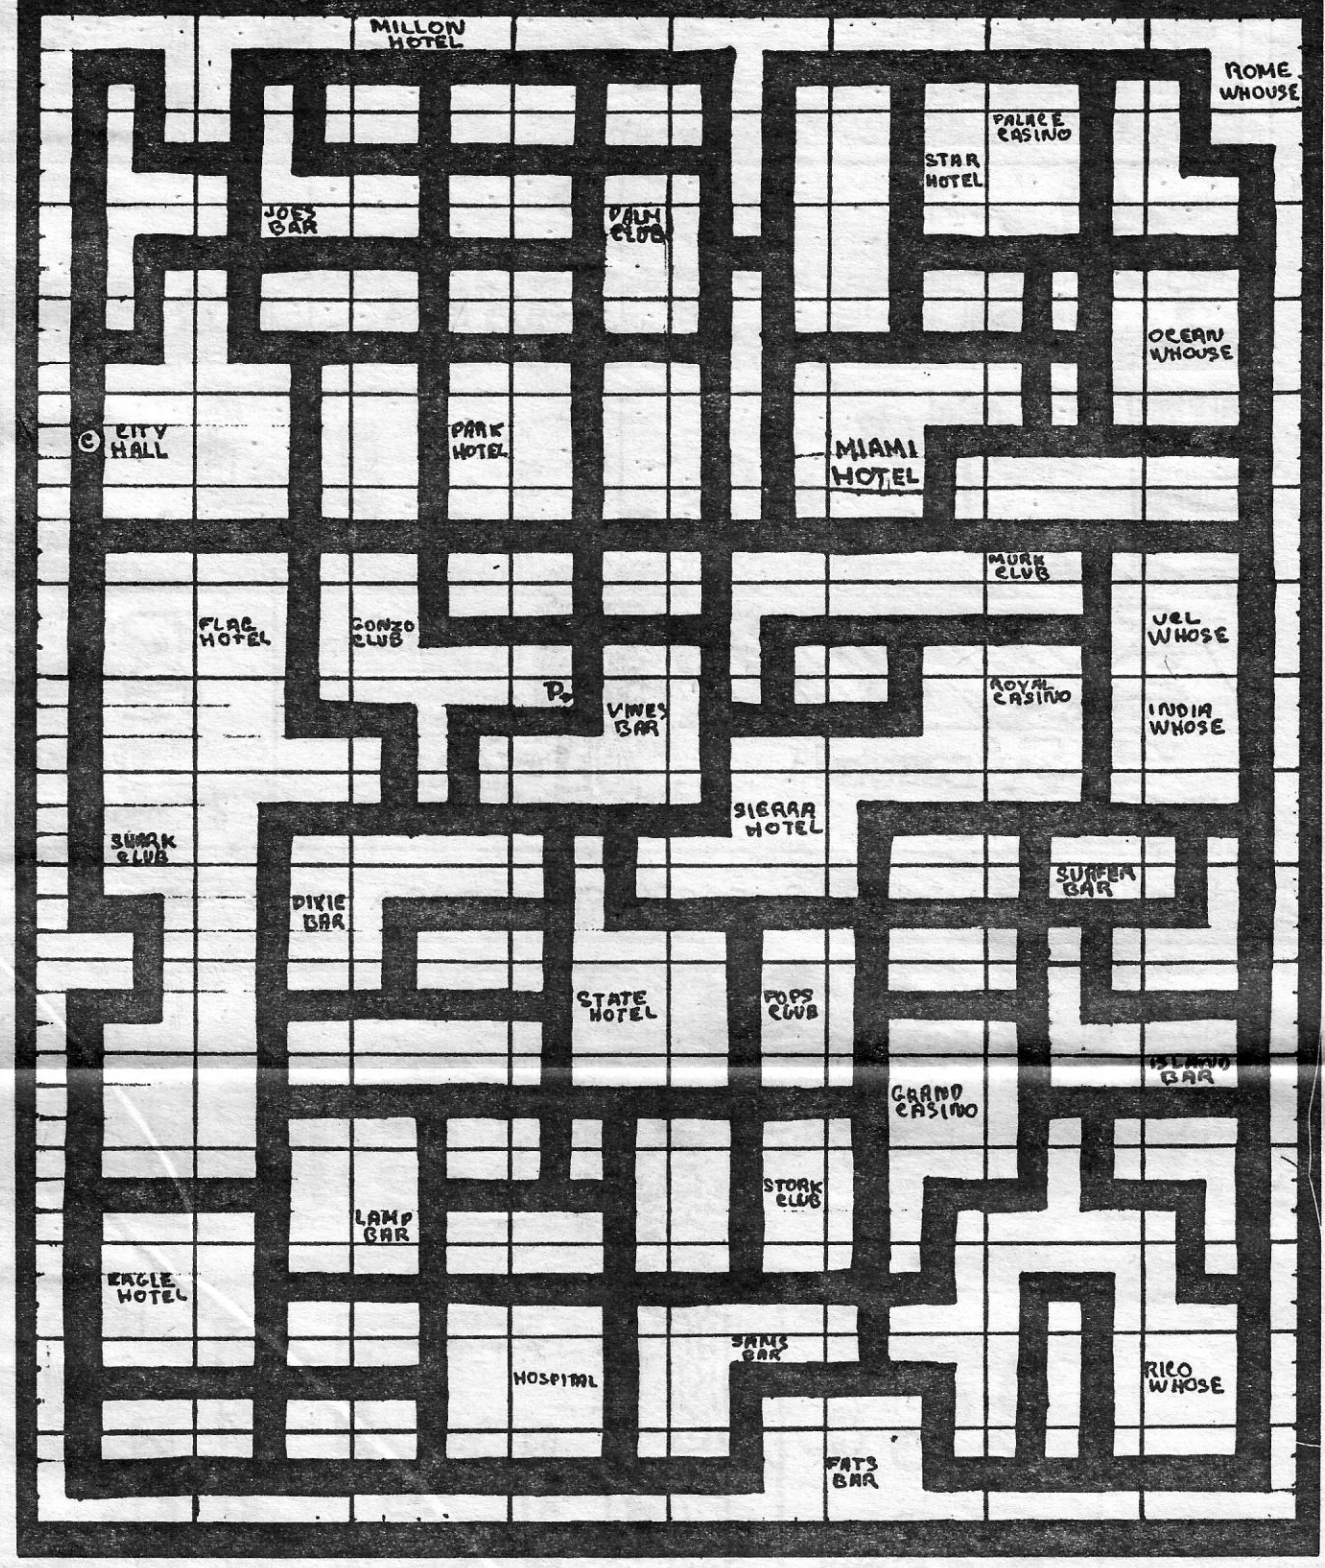 MILLON
HOTEL
ROME
WHOUSE
PALACE
CASINO
STAR
HOTEL
JOES
BAR
PALM
CLUB
OCEAN
WHOUSE
C
CITY
HALL
PARK
HOTEL
MIAMI
HOTEL
MURK
CLUB
FLAG
HOTEL
GONZO
CLUB
UCL
WHOSE
P
VINES
BAR
ROYAL
CASINO
INDIA
WHOSE
SIERRA
HOTEL
SHARK
CLUB
SURFER
BAR
DIXIE
BAR
STATE
HOTEL
POPS
CLUB
ISLAND
BAR
GRAND
CASINO
STORK
CLUB
LAMP
BAR
EAGLE
HOTEL
SAMS
BAR
HOSPITAL
RICO
WHOSE
FATS
BAR